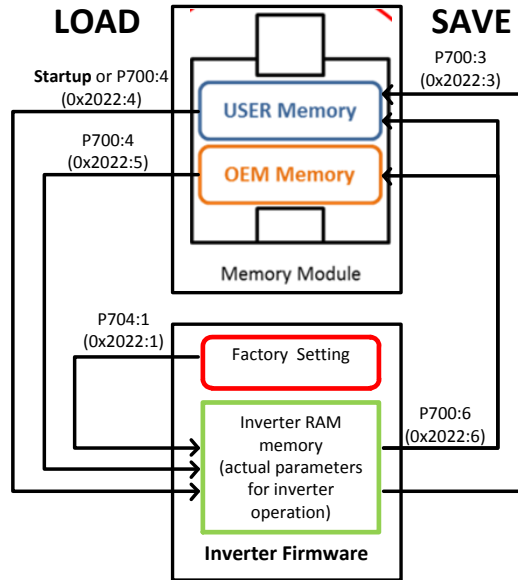 LOAD
SAVE
Startup or P700:4
(0x2022:4)
P700:3
(0x2022:3)
USER Memory
P700:4
(0x2022:5)
OEM Memory
Memory Module
P704:1
(0x2022:1)
Factory Setting
Inverter RAM
memory
(actual parameters
for inverter
operation)
P700:6
(0x2022:6)
Inverter Firmware